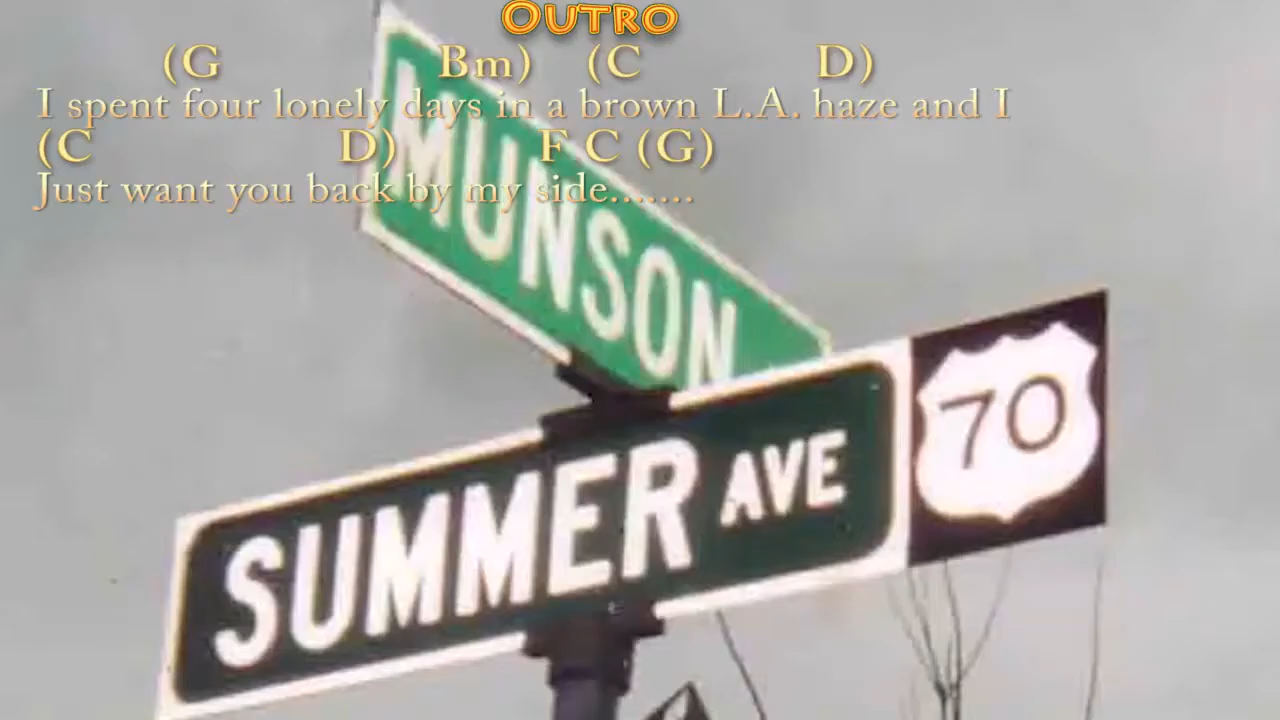 OUTRO
(G Bm) (C D)
I spent four lonely days in a brown L.A. haze and I
(C D) F C (G)
Just want you back by my side.......
MUNSON
SUMMER AVE 70